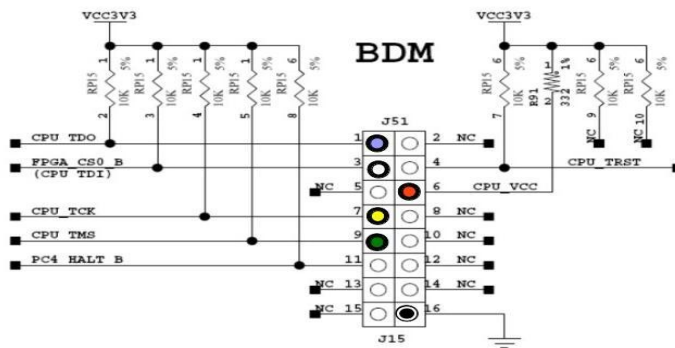 VCC3V3
VCC3V3
BDM
1 1 1 1 6
5% 5% 5% 5% 5%
RP15 RP15 RP15 RP15 RP15
10K 10K 10K 10K 10K
2 3 4 5 8
6 1 1% 6 6
5% 5% 5%
RP15 R91 RP15 RP15
10K 332 10K 10K
7 2 9 10
NC NC
J51
CPU_TDO 1 2 NC
FPGA_CS0_B 3 4 CPU_TRST
(CPU TDI)
NC 5 6 CPU_VCC
CPU_TCK 7 8 NC
CPU TMS 9 10 NC
PC4 HALT B 11 12 NC
NC 13 14 NC
NC 15 16
J15